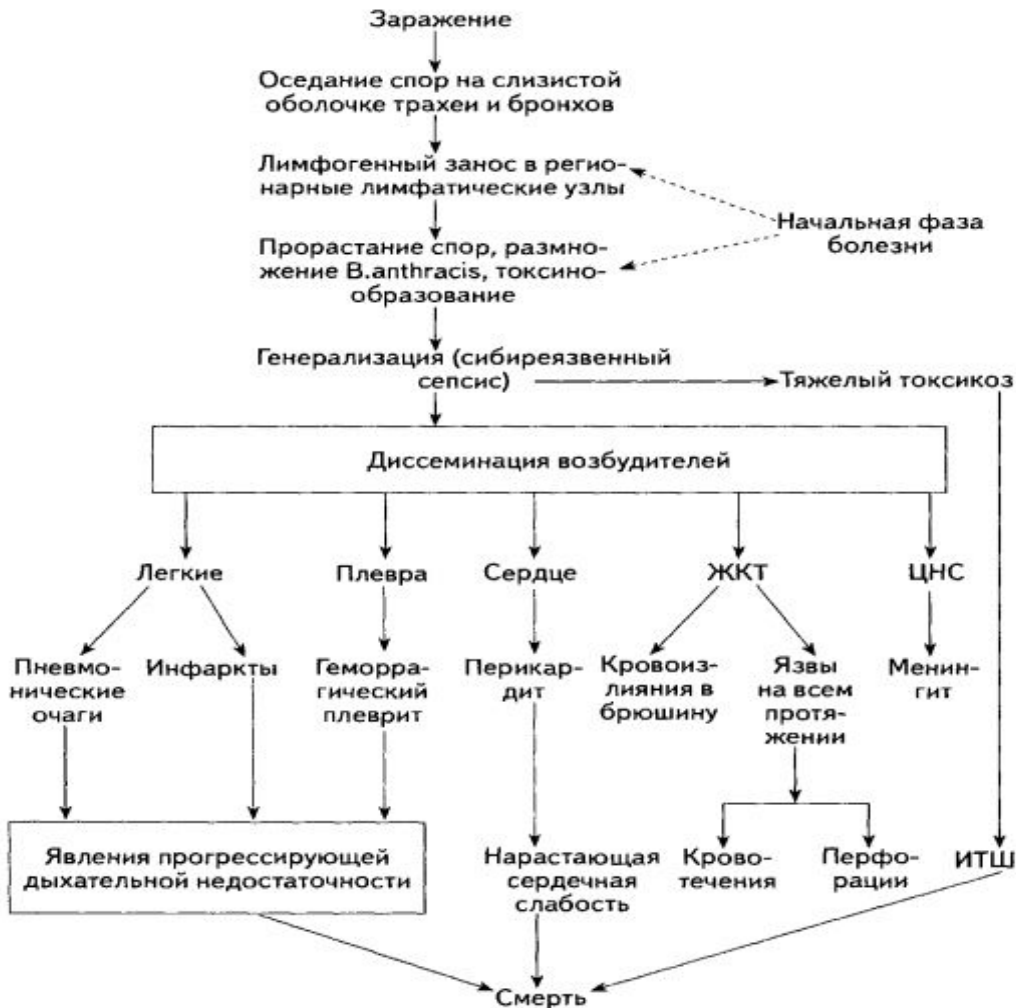 Заражение
Оседание спор на слизистой
оболочке трахеи и бронхов
Лимфогенный занос в регио-
нарные лимфатические узлы
Начальная фаза
болезни
Прорастание спор, размно-
жение B.anthracis, токсино-
образование
Генерализация (сибиреязвенный
сепсис)
Тяжелый токсикоз
Диссеминация возбудителей
Легкие
Плевра
Сердце
ЖКТ
ЦНС
Пневмо-
нические
очаги
Инфаркты
Геморра-
гический
плеврит
Перикар-
дит
Кровоиз-
лияния в
брюшину
Язвы
на всем
протя-
жении
Менин-
гит
Явления прогрессирующей
дыхательной недостаточности
Нарастающая
сердечная
слабость
Крово-
течения
Перфо-
рации
ИТШ
Смерть